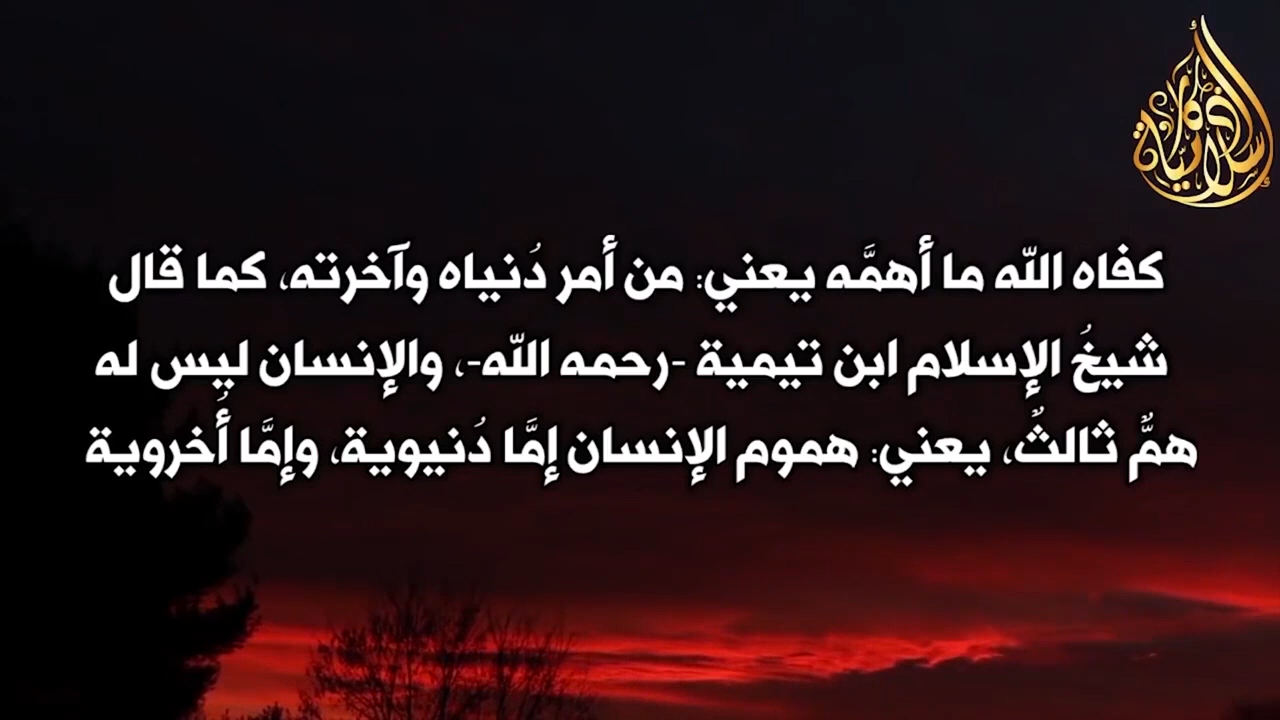 كفاه الله ما أهمَّه يعني: من أمر دُنياه وآخرته، كما قال
شيخُ الإسلام ابن تيمية -رحمه الله-، والإنسان ليس له
همٌّ ثالثٌ، يعني: هموم الإنسان إمَّا دُنيوية، وإمَّا أُخروية